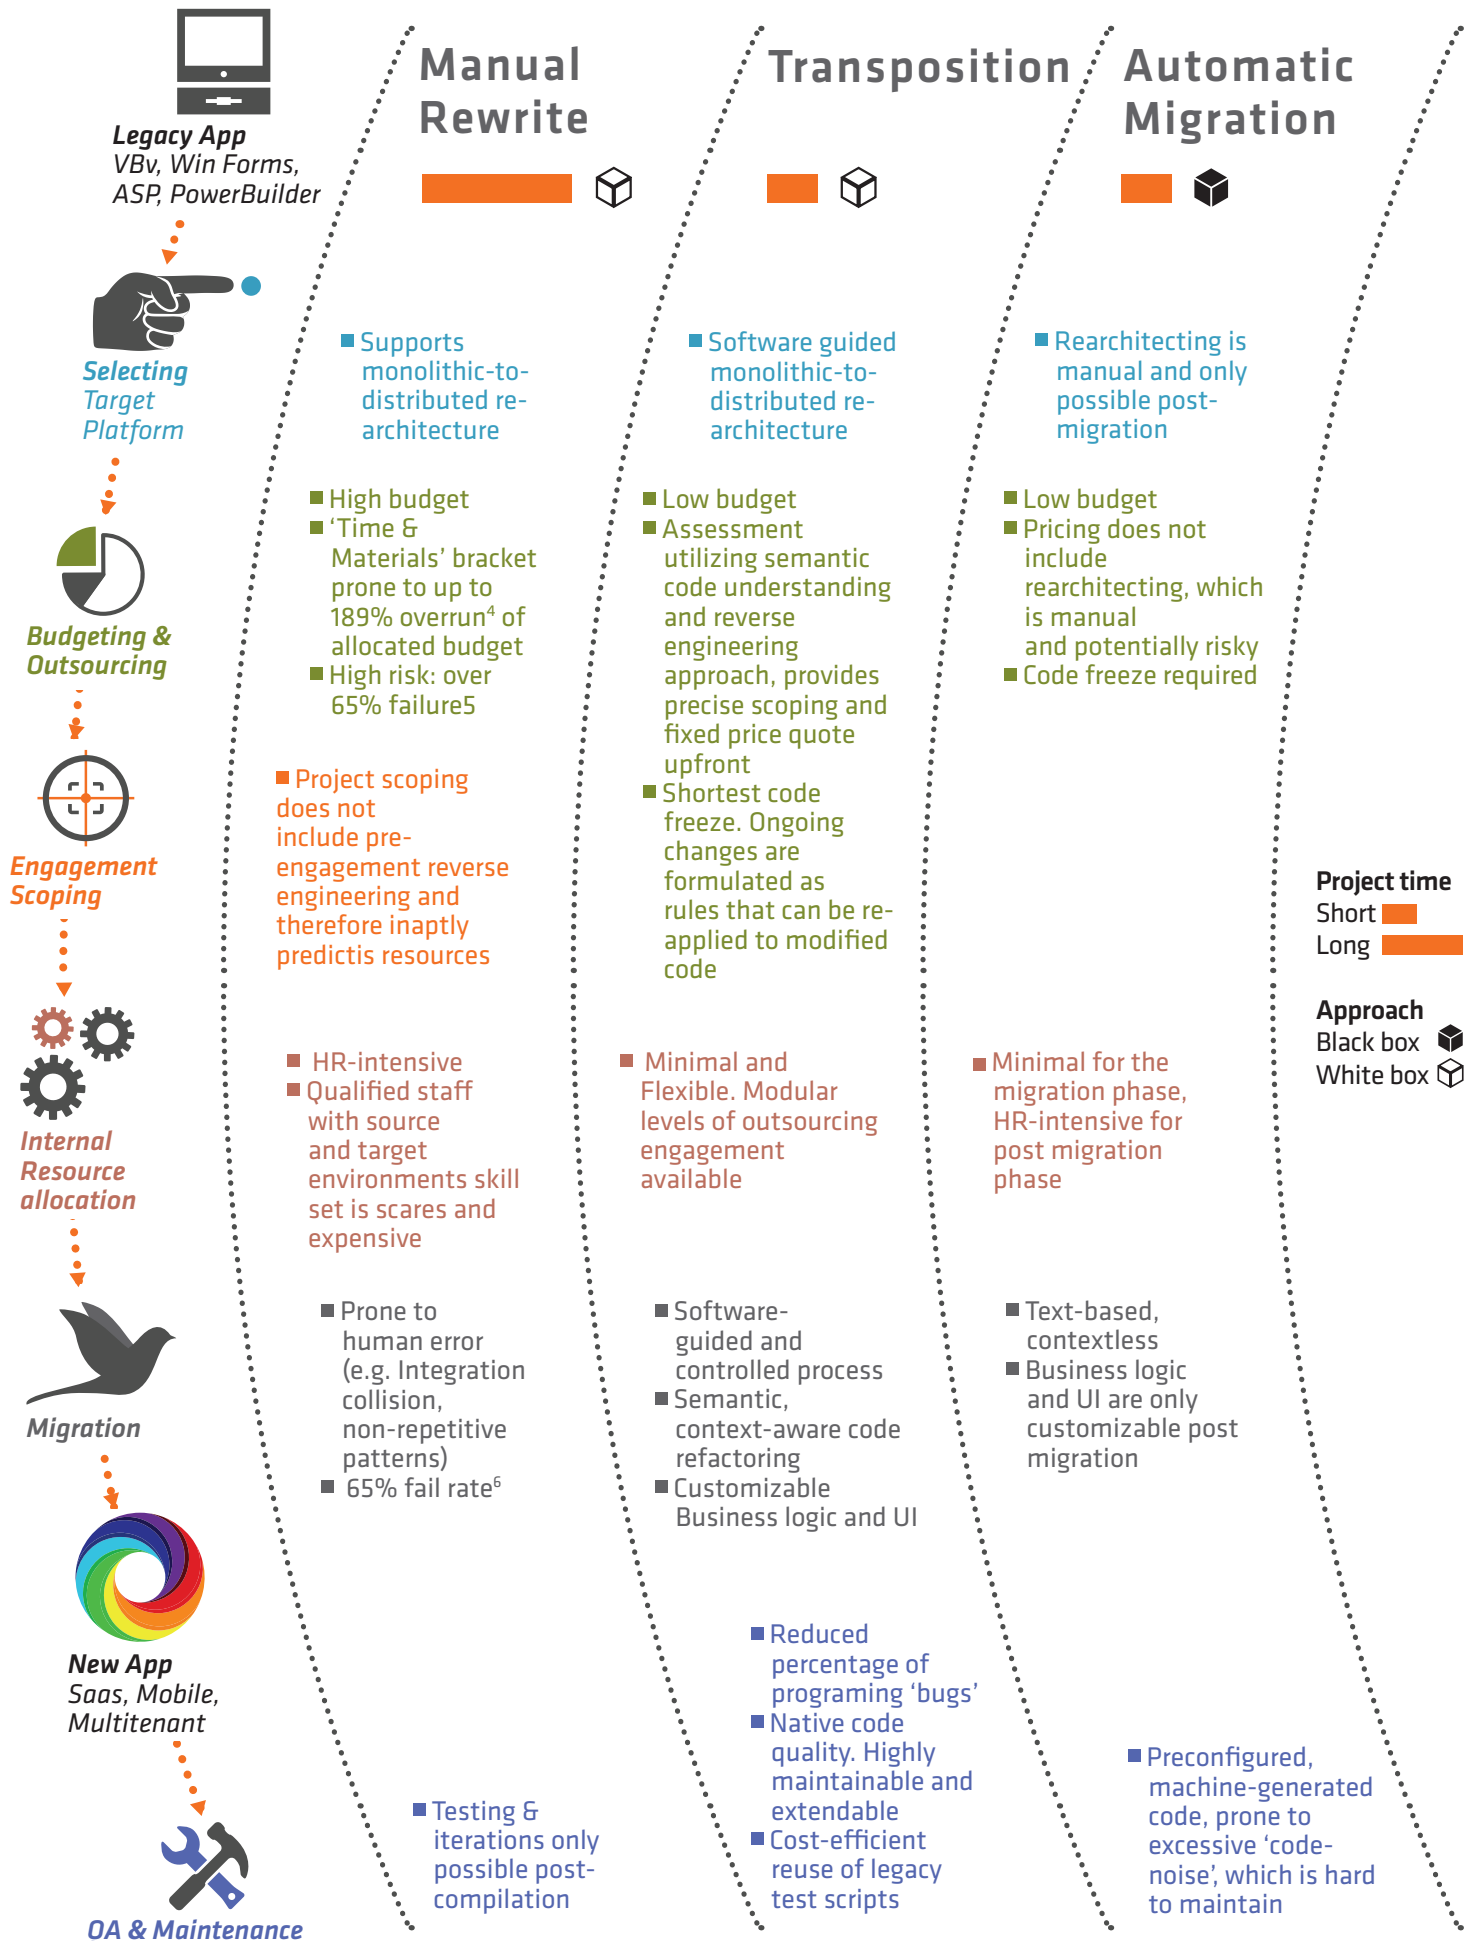 Legacy App
VBv, Win Forms,
ASP, PowerBuilder
Selecting
Target
Platform
Budgeting &
Outsourcing
Engagement
Scoping
Internal
Resource
allocation
Migration
New App
Saas, Mobile,
Multitenant
OA & Maintenance
Manual
Rewrite
Supports
monolithic-to-
distributed re-
architecture
High budget
‘Time &
Materials’ bracket
prone to up to
189% overrun4 of
allocated budget
High risk: over
65% failure5
Project scoping
does not
include pre-
engagement reverse
engineering and
therefore inaptly
predictis resources
HR-intensive
Qualified staff
with source
and target
environments skill
set is scares and
expensive
Prone to
human error
(e.g. Integration
collision,
non-repetitive
patterns)
65% fail rate6
Testing &
iterations only
possible post-
compilation
Transposition
Software guided
monolithic-to-
distributed re-
architecture
Low budget
Assessment
utilizing semantic
code understanding
and reverse
engineering
approach, provides
precise scoping and
fixed price quote
upfront
Shortest code
freeze. Ongoing
changes are
formulated as
rules that can be re-
applied to modified
code
Minimal and
Flexible. Modular
levels of outsourcing
engagement
available
Software-
guided and
controlled process
Semantic,
context-aware code
refactoring
Customizable
Business logic and UI
Reduced
percentage of
programing ‘bugs’
Native code
quality. Highly
maintainable and
extendable
Cost-efficient
reuse of legacy
test scripts
Automatic
Migration
Rearchitecting is
manual and only
possible post-
migration
Low budget
Pricing does not
include
rearchitecting, which
is manual
and potentially risky
Code freeze required
Minimal for the
migration phase,
HR-intensive for
post migration
phase
Text-based,
contextless
Business logic
and UI are only
customizable post
migration
Preconfigured,
machine-generated
code, prone to
excessive ‘code-
noise’, which is hard
to maintain
Project time
Short
Long
Approach
Black box
White box